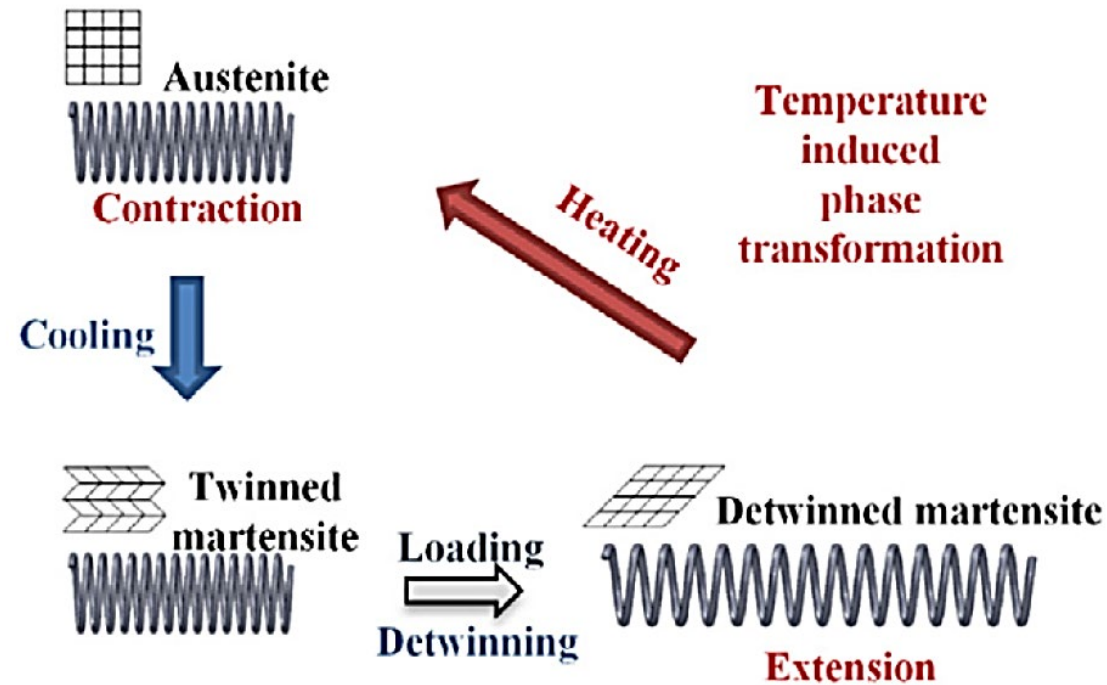 Austenite
Contraction
Temperature
induced
phase
transformation
Heating
Cooling
Twinned
martensite
Loading
Detwinning
Detwinned martensite
Extension